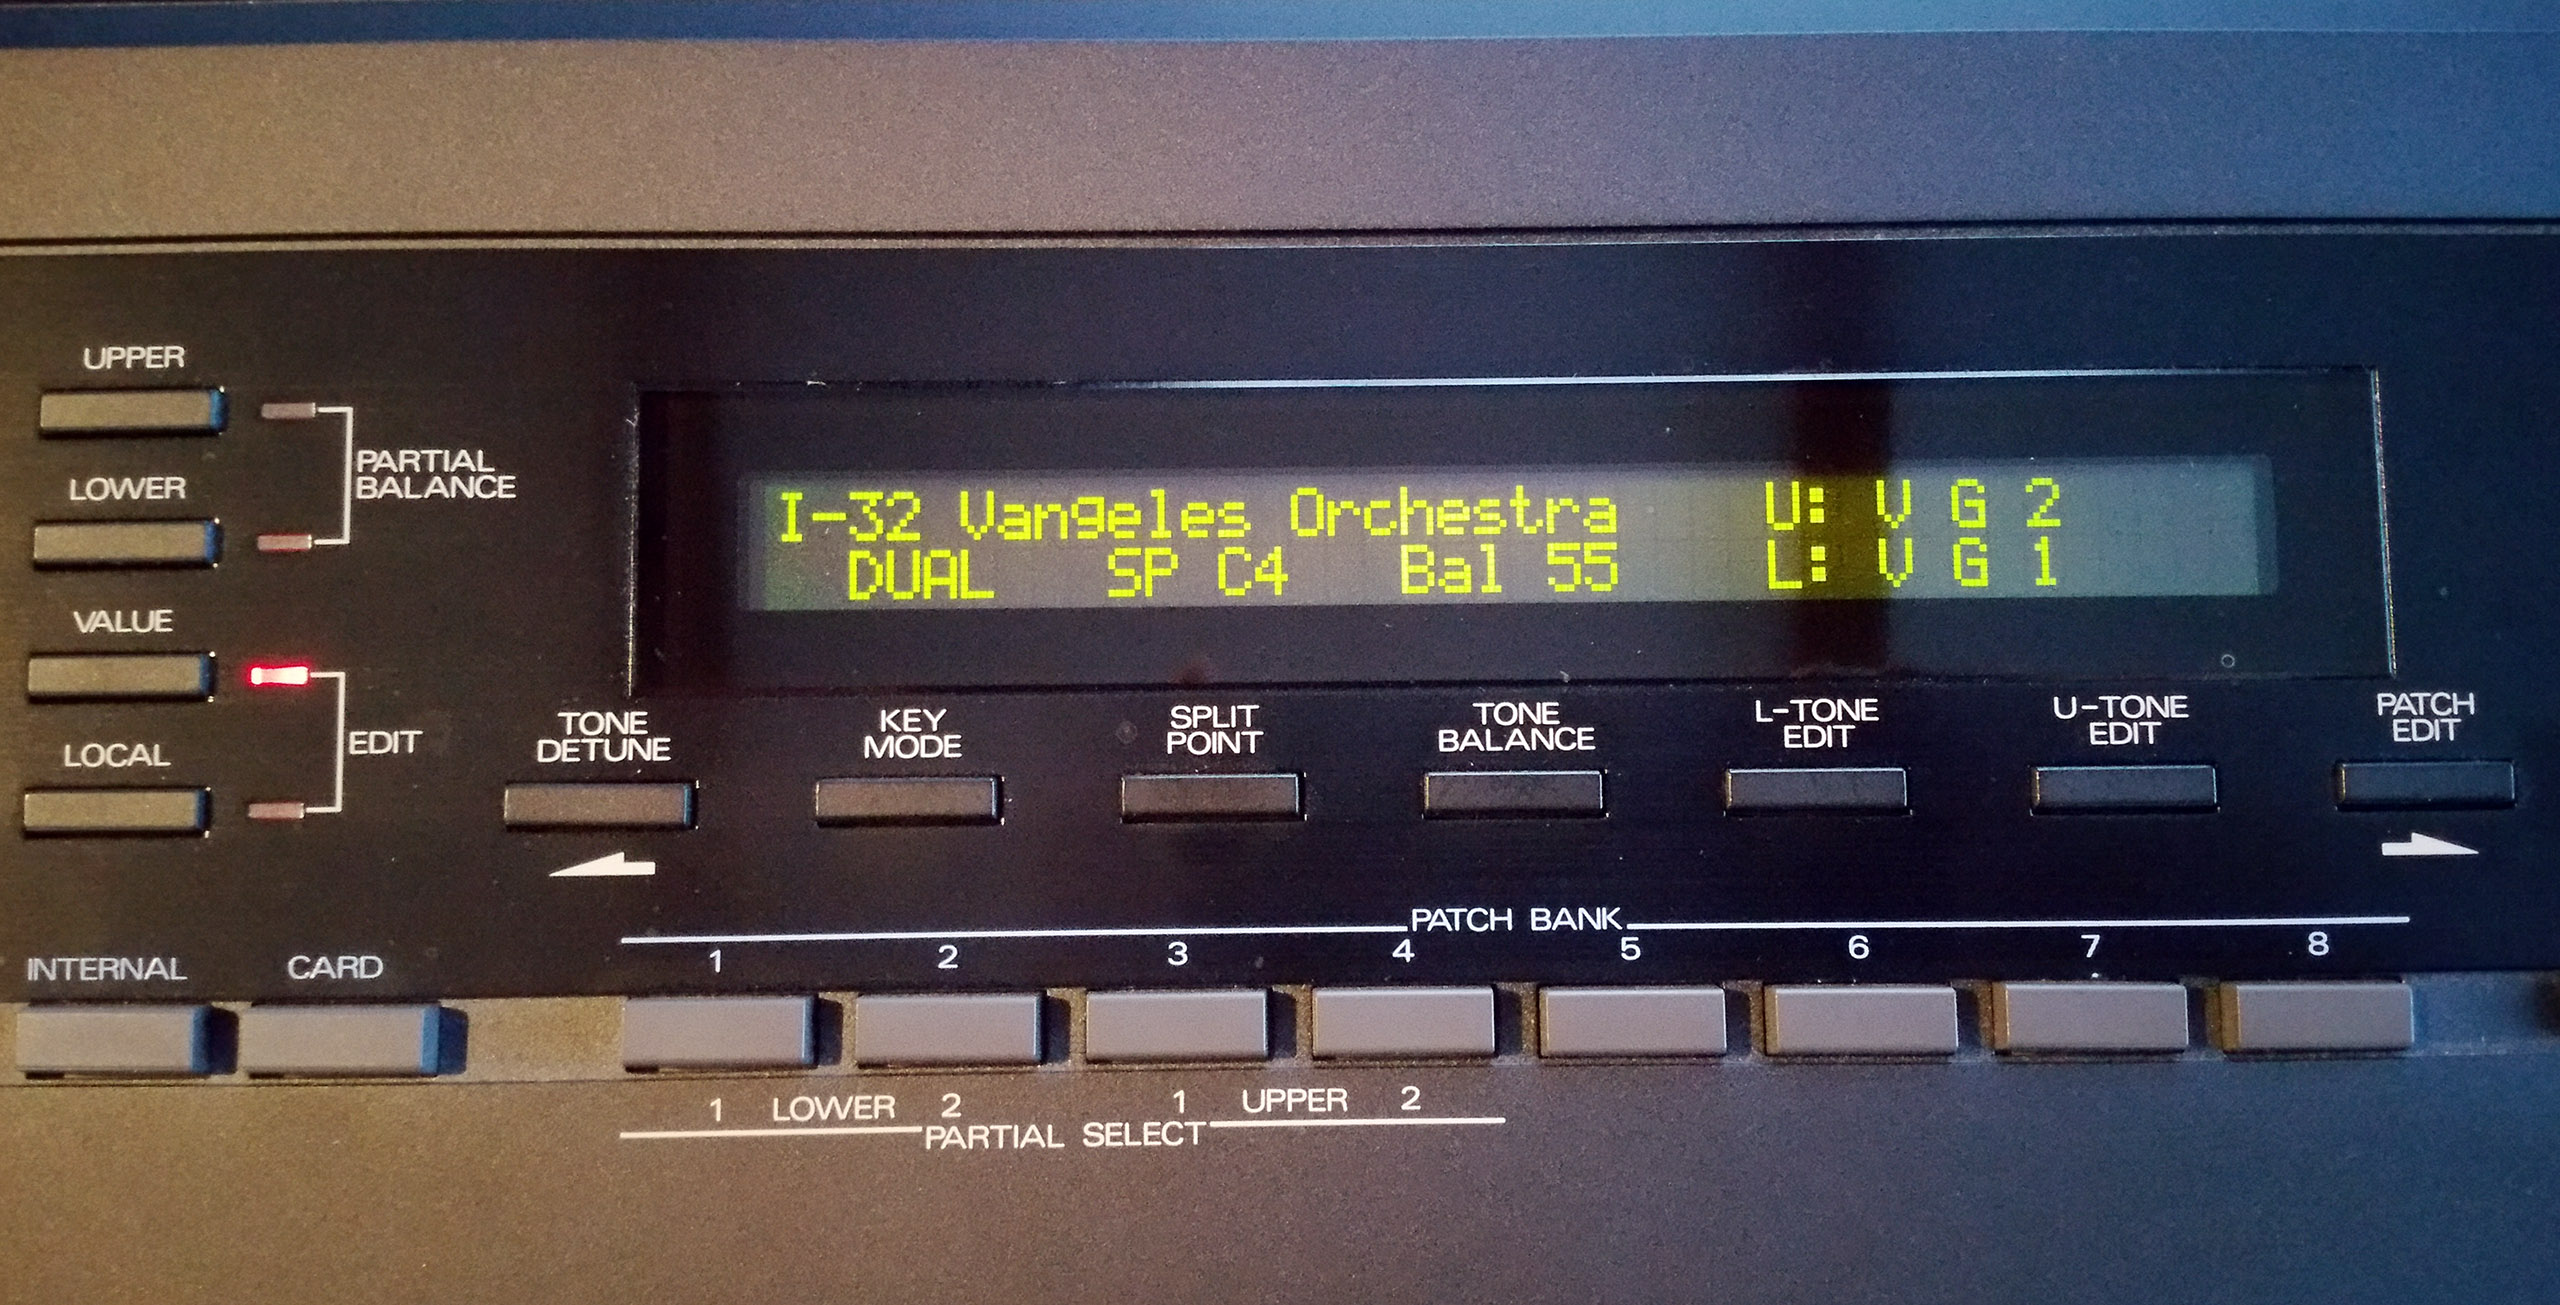 UPPER
PARTIAL
BALANCE
LOWER
VALUE
EDIT
LOCAL
I-32 Vangeles Orchestra U: V G 2
DUAL SP C4 Bal 55 L: V G 1
TONE
DETUNE
KEY
MODE
SPLIT
POINT
TONE
BALANCE
L-TONE
EDIT
U-TONE
EDIT
PATCH
EDIT
PATCH BANK
INTERNAL CARD 1 2 3 4 5 6 7 8
1 LOWER 2 1 UPPER 2
PARTIAL SELECT